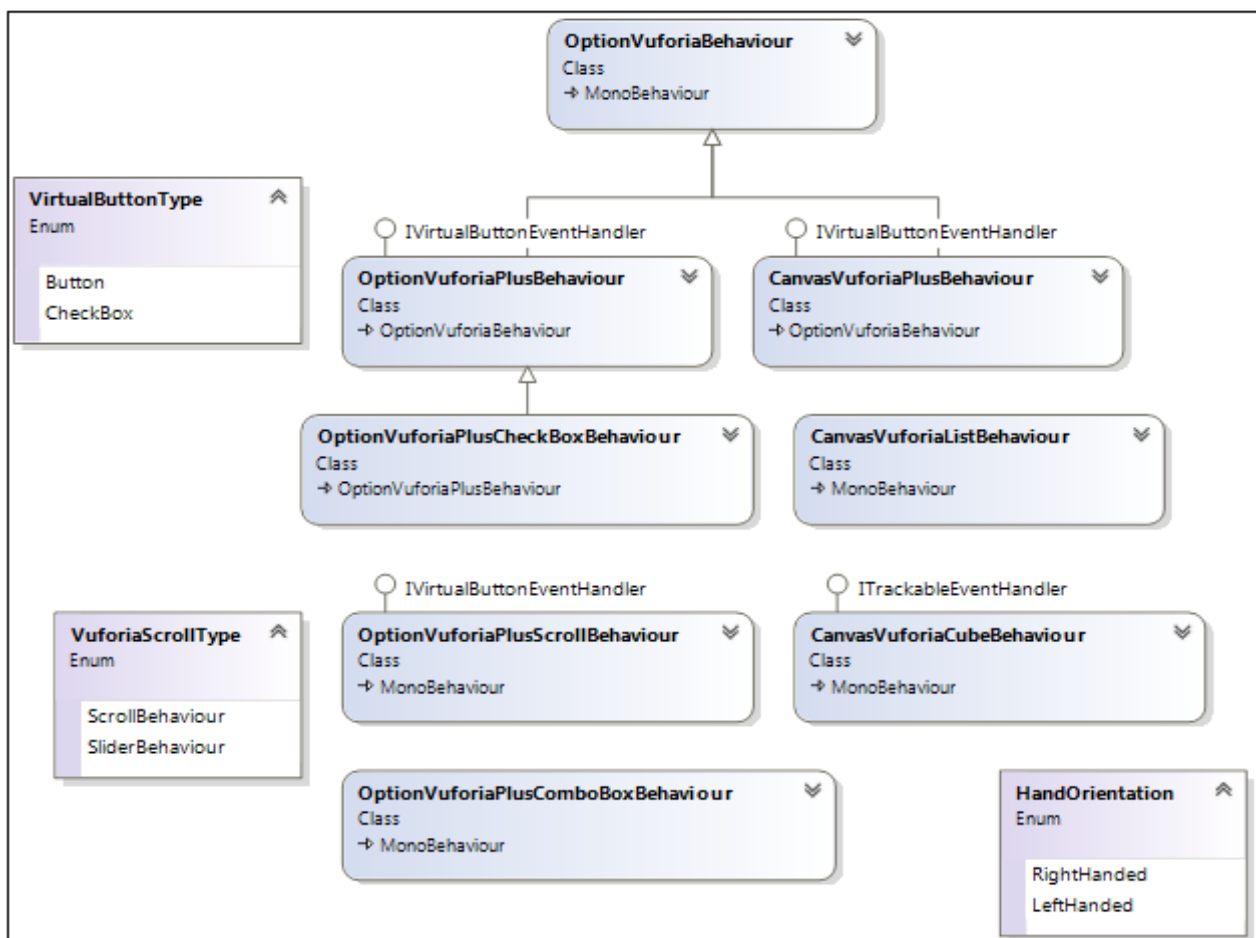 OptionVuforiaBehaviour
Class
MonoBehaviour
VirtualButtonType
Enum
Button
CheckBox
IVirtualButtonEventHandler
OptionVuforiaPlusBehaviour
Class
OptionVuforiaBehaviour
IVirtualButtonEventHandler
CanvasVuforiaPlusBehaviour
Class
OptionVuforiaBehaviour
OptionVuforiaPlusCheckBoxBehaviour
Class
OptionVuforiaPlusBehaviour
CanvasVuforiaListBehaviour
Class
MonoBehaviour
VuforiaScrollType
Enum
ScrollBehaviour
SliderBehaviour
IVirtualButtonEventHandler
OptionVuforiaPlusScrollBehaviour
Class
MonoBehaviour
ITrackableEventHandler
CanvasVuforiaCubeBehaviour
Class
MonoBehaviour
OptionVuforiaPlusComboBoxBehaviour
Class
MonoBehaviour
HandOrientation
Enum
RightHanded
LeftHanded